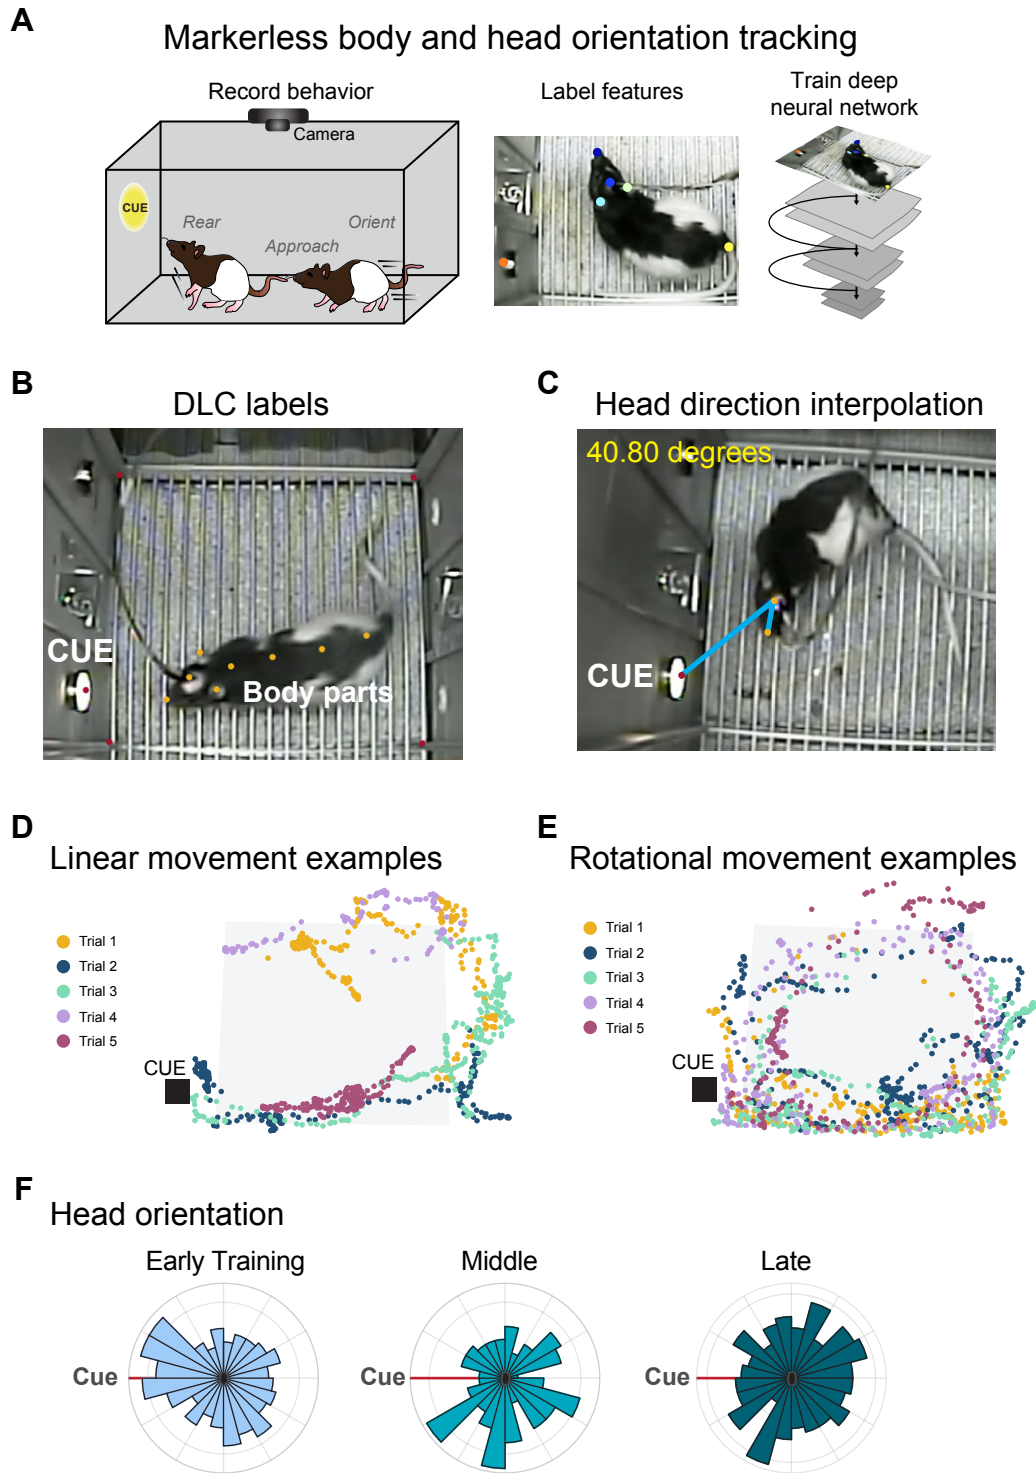 A
Markerless body and head orientation tracking
Record behavior
Camera
CUE
Rear
Approach
Orient
Label features
Train deep
neural network
B
DLC labels
CUE
Body parts
C
Head direction interpolation
40.80 degrees
CUE
D
Linear movement examples
Trial 1
Trial 2
Trial 3
Trial 4
Trial 5
CUE
E
Rotational movement examples
Trial 1
Trial 2
Trial 3
Trial 4
Trial 5
CUE
F
Head orientation
Early Training
Cue
Middle
Cue
Late
Cue